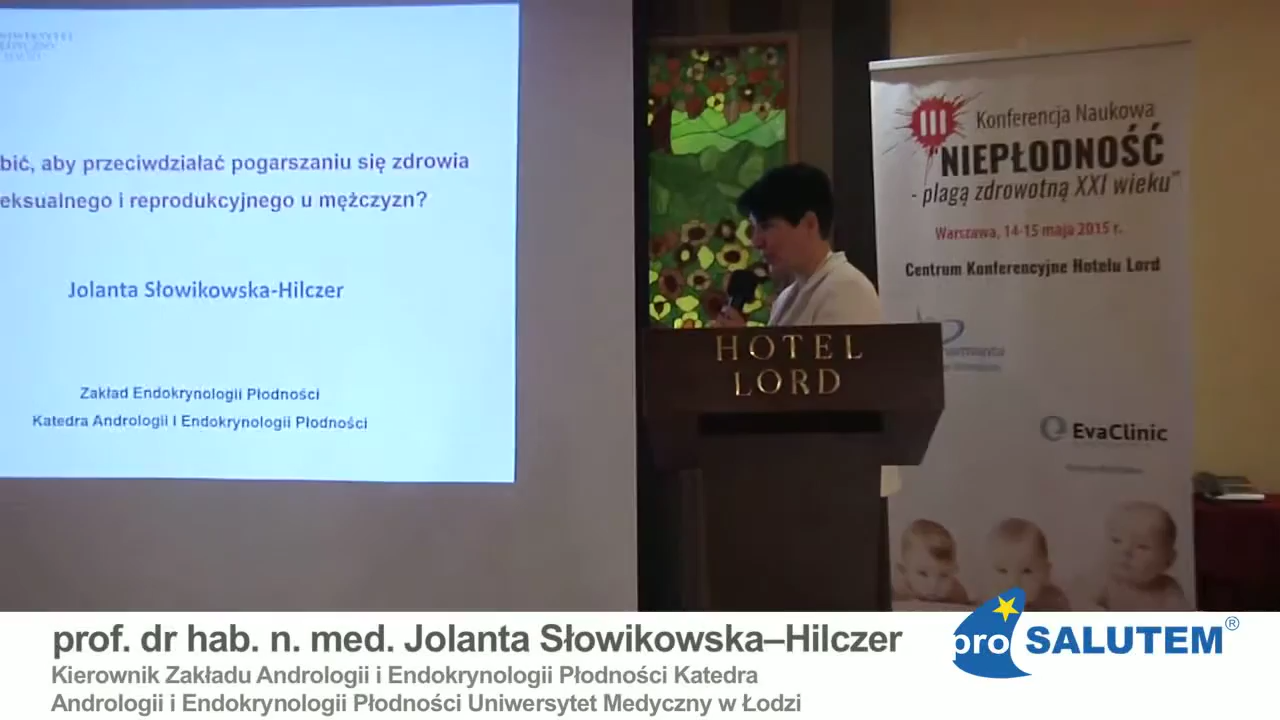 bić, aby przeciwdziałać pogarszaniu się zdrowia
eksualnego i reprodukcyjnego u mężczyzn?
Jolanta Słowikowska-Hilczer
Zakład Endokrynologii Płodności
Katedra Andrologii I Endokrynologii Płodności
HOTEL
LORD
III Konferencja Naukowa
"NIEPŁODNOŚĆ
- plagą zdrowotną XXI wieku"
Warszawa, 14-15 maja 2015 r.
Centrum Konferencyjne Hotelu Lord
EvaClinic
prof. dr hab. n. med. Jolanta Słowikowska–Hilczer
Kierownik Zakładu Andrologii i Endokrynologii Płodności Katedra
Andrologii i Endokrynologii Płodności Uniwersytet Medyczny w Łodzi
pro SALUTEM®